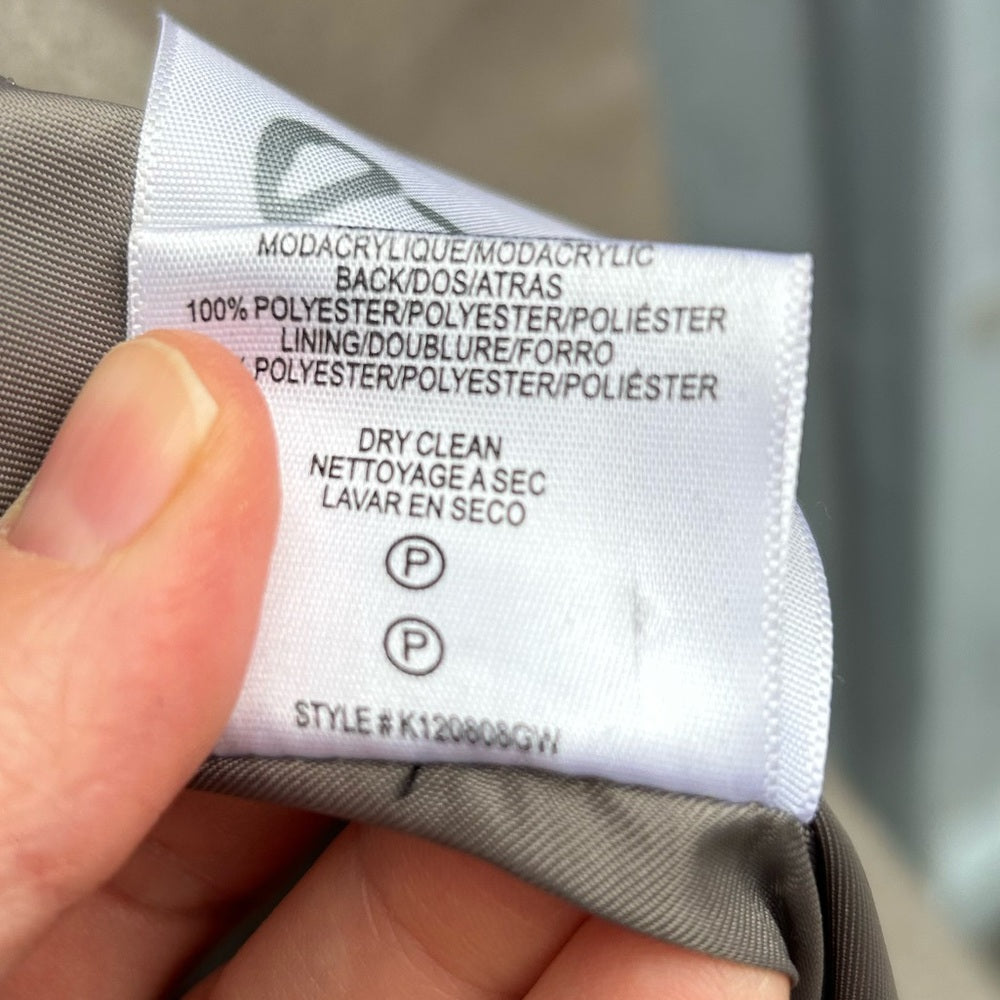 MODACRYLIQUE/MODACRYLIC
BACK/DOS/ATRAS
100% POLYESTER/POLYESTER/POLIÉSTER
LINING/DOUBLURE/FORRO
POLYESTER/POLYESTER/POLIÉSTER
DRY CLEAN
NETTOYAGE A SEC
LAVAR EN SECO
P
P
STYLE # K120808GW